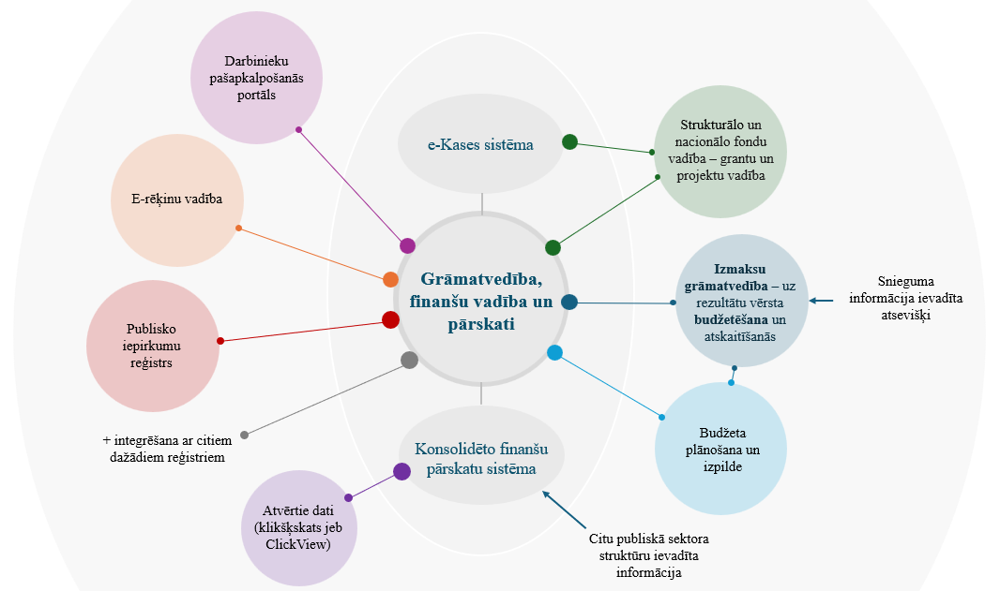 Darbinieku
pašapkalpošanās
portāls
E-rēķinu vadība
Publisko
iepirkumu
reģistrs
+ integrēšana ar citiem
dažādiem reģistriem
Atvērtie dati
(klikšķskats jeb
ClickView)
e-Kases sistēma
Grāmatvedība,
finanšu vadība un
pārskati
Konsolidēto finanšu
pārskatu sistēma
Strukturālo un
nacionālo fondu
vadība – grantu un
projektu vadība
Izmaksu
grāmatvedība – uz
rezultātu vērsta
budžetēšana un
atskaitīšanās
Snieguma
informācija ievadīta
atsevišķi
Budžeta
plānošana un
izpilde
Citu publiskā sektora
struktūru ievadīta
informācija